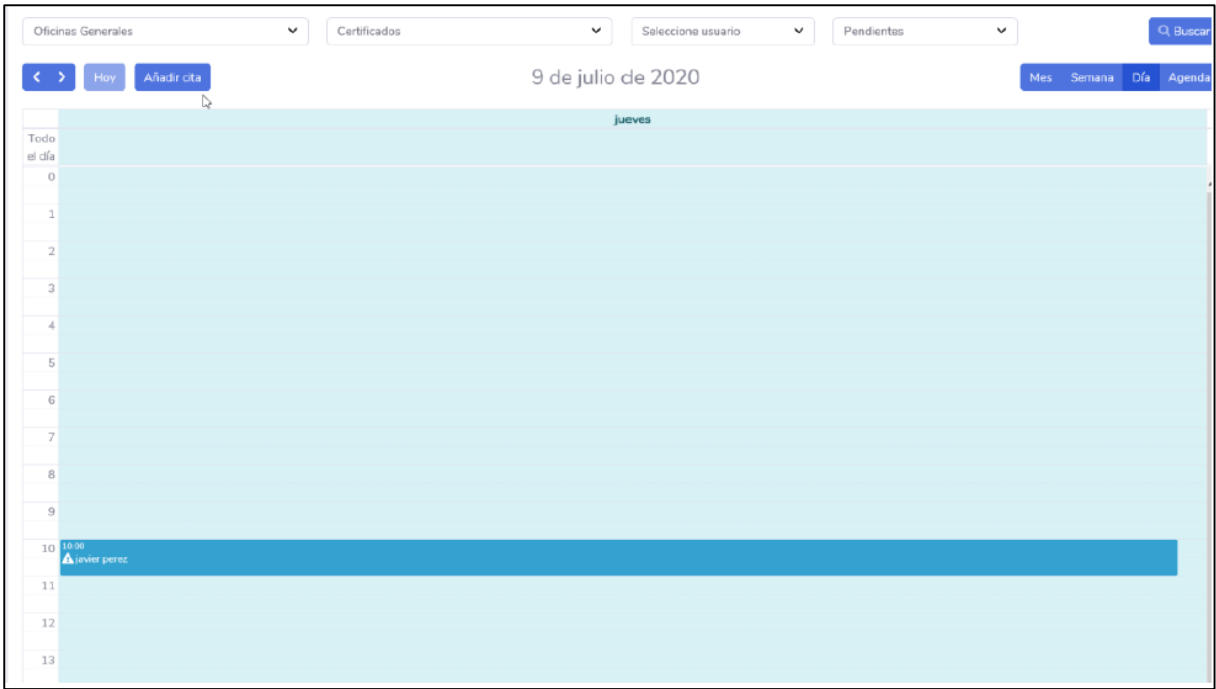 Oficinas Generales Certificados Seleccione usuario Pendientes Buscar
Hoy Añadir cita 9 de julio de 2020 Mes Semana Día Agenda
jueves
Todo
el día
0
1
2
3
4
5
6
7
8
9
10 10:00
javier perez
11
12
13